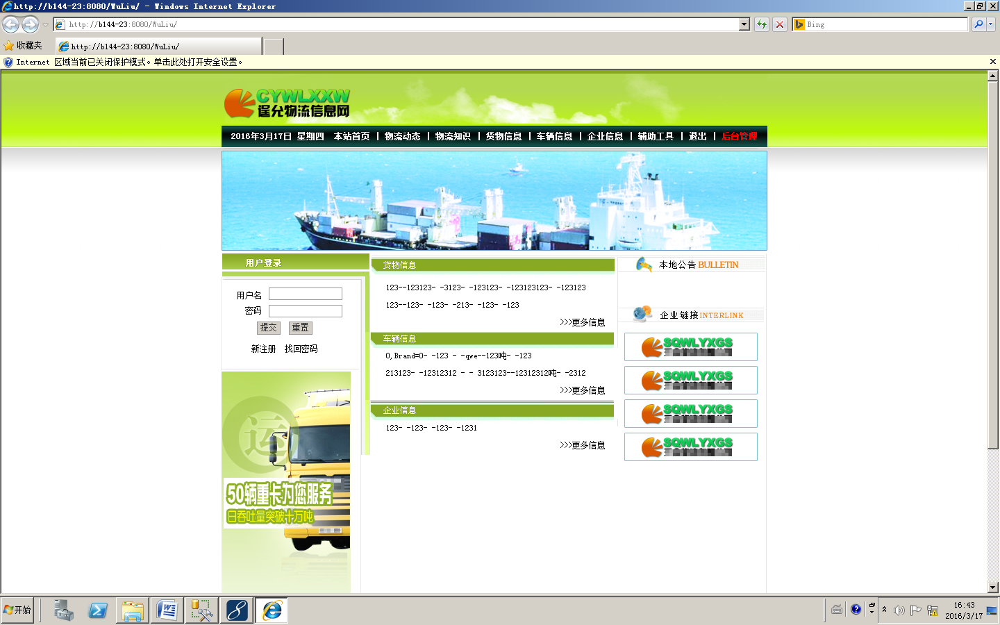 http://b144-23:8080/WuLiu/ - Windows Internet Explorer
http://b144-23:8080/WuLiu/
Bing
收藏夹
http://b144-23:8080/WuLiu/
Internet 区域当前已关闭保护模式。单击此处打开安全设置。
CYWLXXW
逞允物流信息网
2016年3月17日 星期四 本站首页 | 物流动态 | 物流知识 | 货物信息 | 车辆信息 | 企业信息 | 辅助工具 | 退出 | 后台管理
用户登录
用户名
密码
提交 重置
新注册 找回密码
运
50辆重卡为您服务
日吞吐量突破十万吨
货物信息
123--123123- -3123- -123123- -123123123- -123123
123--123- -123- -213- -123- -123
>>>更多信息
车辆信息
0,Brand=0- -123 - -qwe--123吨- -123
213123- -12312312 - - 3123123--12312312吨- -2312
>>>更多信息
企业信息
123- -123- -123- -1231
>>>更多信息
本地公告 BULLETIN
企业链接 INTERLINK
SQWLYXGS
SQWLYXGS
SQWLYXGS
SQWLYXGS
开始
16:43
2016/3/17